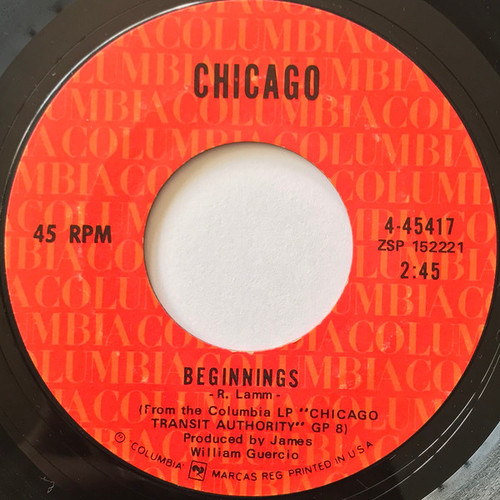 CHICAGO
45 RPM
4-45417
ZSP 152221
2:45
BEGINNINGS
- R. Lamm -
(From the Columbia LP "CHICAGO
TRANSIT AUTHORITY" GP 8)
Produced by James
William Guercio
℗ "COLUMBIA" MARCAS REG PRINTED IN U.S.A.